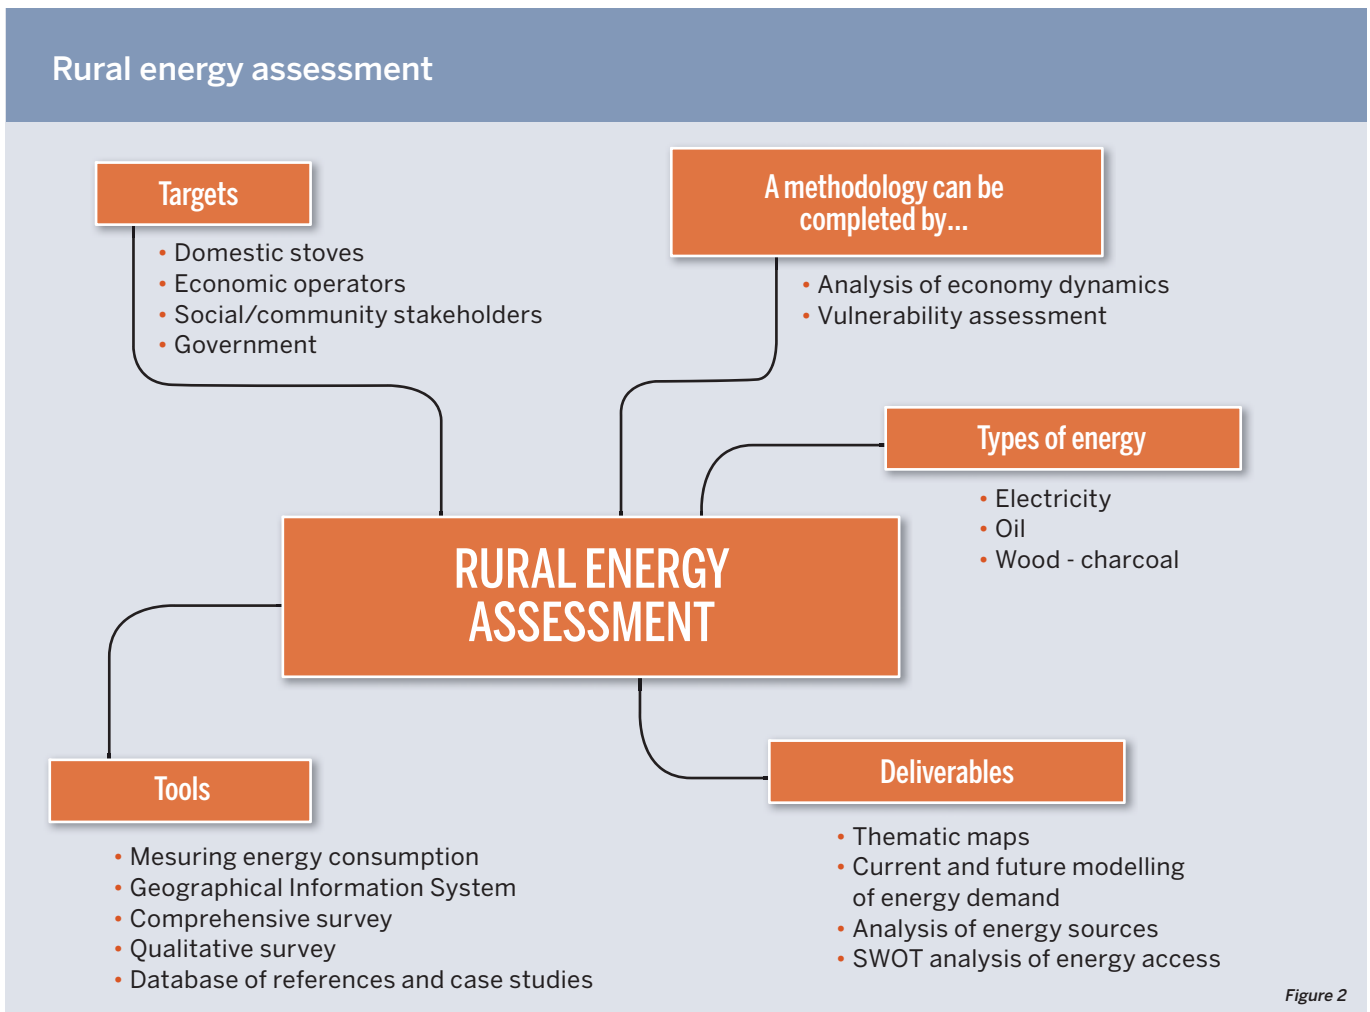 Rural energy assessment
Targets
• Domestic stoves
• Economic operators
• Social/community stakeholders
• Government
A methodology can be
completed by...
• Analysis of economy dynamics
• Vulnerability assessment
Types of energy
• Electricity
• Oil
• Wood - charcoal
RURAL ENERGY
ASSESSMENT
Tools
• Mesuring energy consumption
• Geographical Information System
• Comprehensive survey
• Qualitative survey
• Database of references and case studies
Deliverables
• Thematic maps
• Current and future modelling
of energy demand
• Analysis of energy sources
• SWOT analysis of energy access
Figure 2